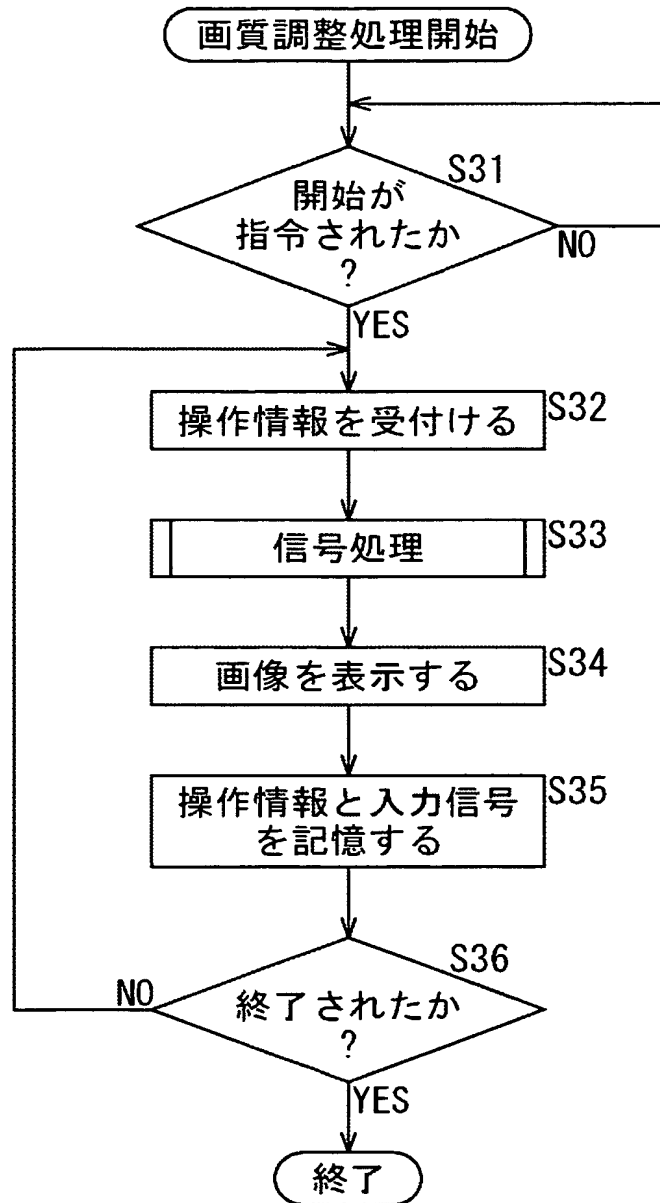 画質調整処理開始
S31
開始が
指令されたか
?
NO
YES
操作情報を受付ける
S32
信号処理
S33
画像を表示する
S34
操作情報と入力信号
を記憶する
S35
S36
NO
終了されたか
?
YES
終了